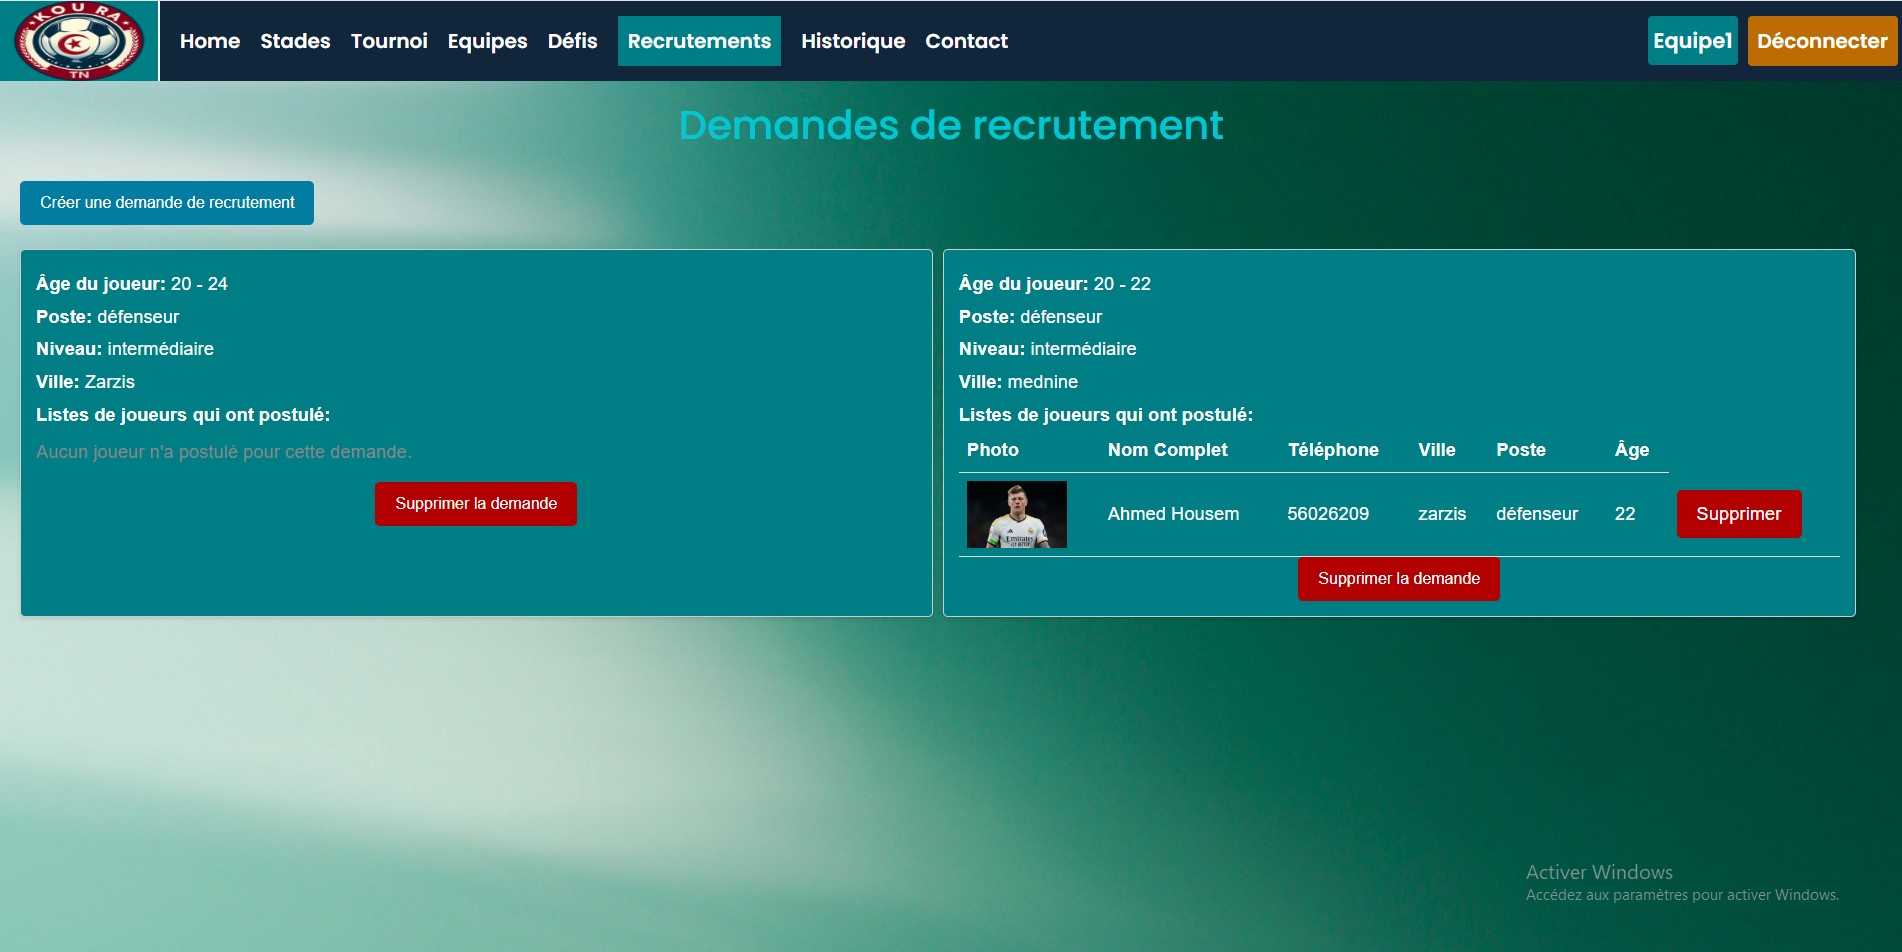 KOURA
TN
Home Stades Tournoi Equipes Défis Recrutements Historique Contact Equipe1 Déconnecter
Demandes de recrutement
Créer une demande de recrutement
Âge du joueur: 20 - 24
Poste: défenseur
Niveau: intermédiaire
Ville: Zarzis
Listes de joueurs qui ont postulé:
Aucun joueur n'a postulé pour cette demande.
Supprimer la demande
Âge du joueur: 20 - 22
Poste: défenseur
Niveau: intermédiaire
Ville: mednine
Listes de joueurs qui ont postulé:
Photo Nom Complet Téléphone Ville Poste Âge
Ahmed Housem 56026209 zarzis défenseur 22 Supprimer
Supprimer la demande
Activer Windows
Accédez aux paramètres pour activer Windows.